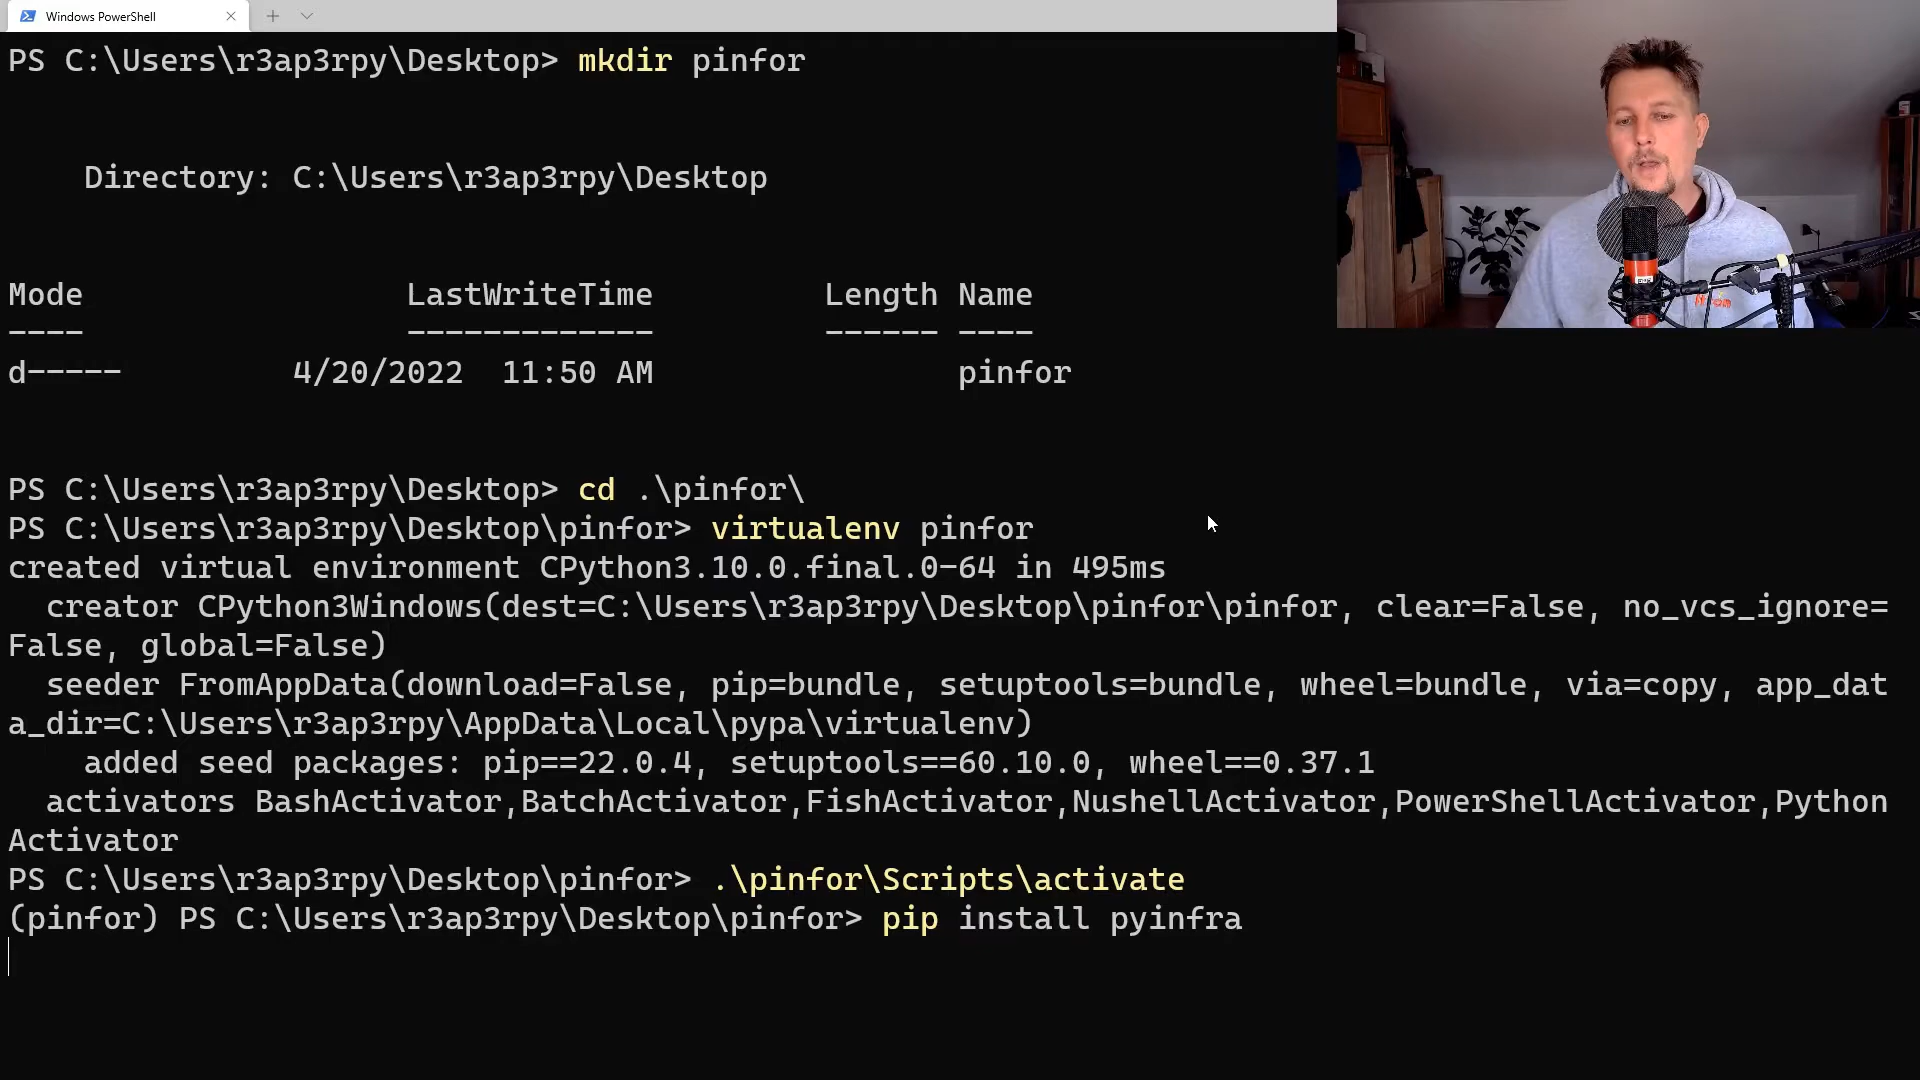 Windows PowerShell
PS C:\Users\r3ap3rpy\Desktop> mkdir pinfor
Directory: C:\Users\r3ap3rpy\Desktop
Mode LastWriteTime Length Name
---- ------------- ------ ----
d----- 4/20/2022 11:50 AM pinfor
PS C:\Users\r3ap3rpy\Desktop> cd .\pinfor\
PS C:\Users\r3ap3rpy\Desktop\pinfor> virtualenv pinfor
created virtual environment CPython3.10.0.final.0-64 in 495ms
creator CPython3Windows(dest=C:\Users\r3ap3rpy\Desktop\pinfor\pinfor, clear=False, no_vcs_ignore=
False, global=False)
seeder FromAppData(download=False, pip=bundle, setuptools=bundle, wheel=bundle, via=copy, app_dat
a_dir=C:\Users\r3ap3rpy\AppData\Local\pypa\virtualenv)
added seed packages: pip==22.0.4, setuptools==60.10.0, wheel==0.37.1
activators BashActivator,BatchActivator,FishActivator,NushellActivator,PowerShellActivator,Python
Activator
PS C:\Users\r3ap3rpy\Desktop\pinfor> .\pinfor\Scripts\activate
(pinfor) PS C:\Users\r3ap3rpy\Desktop\pinfor> pip install pyinfra